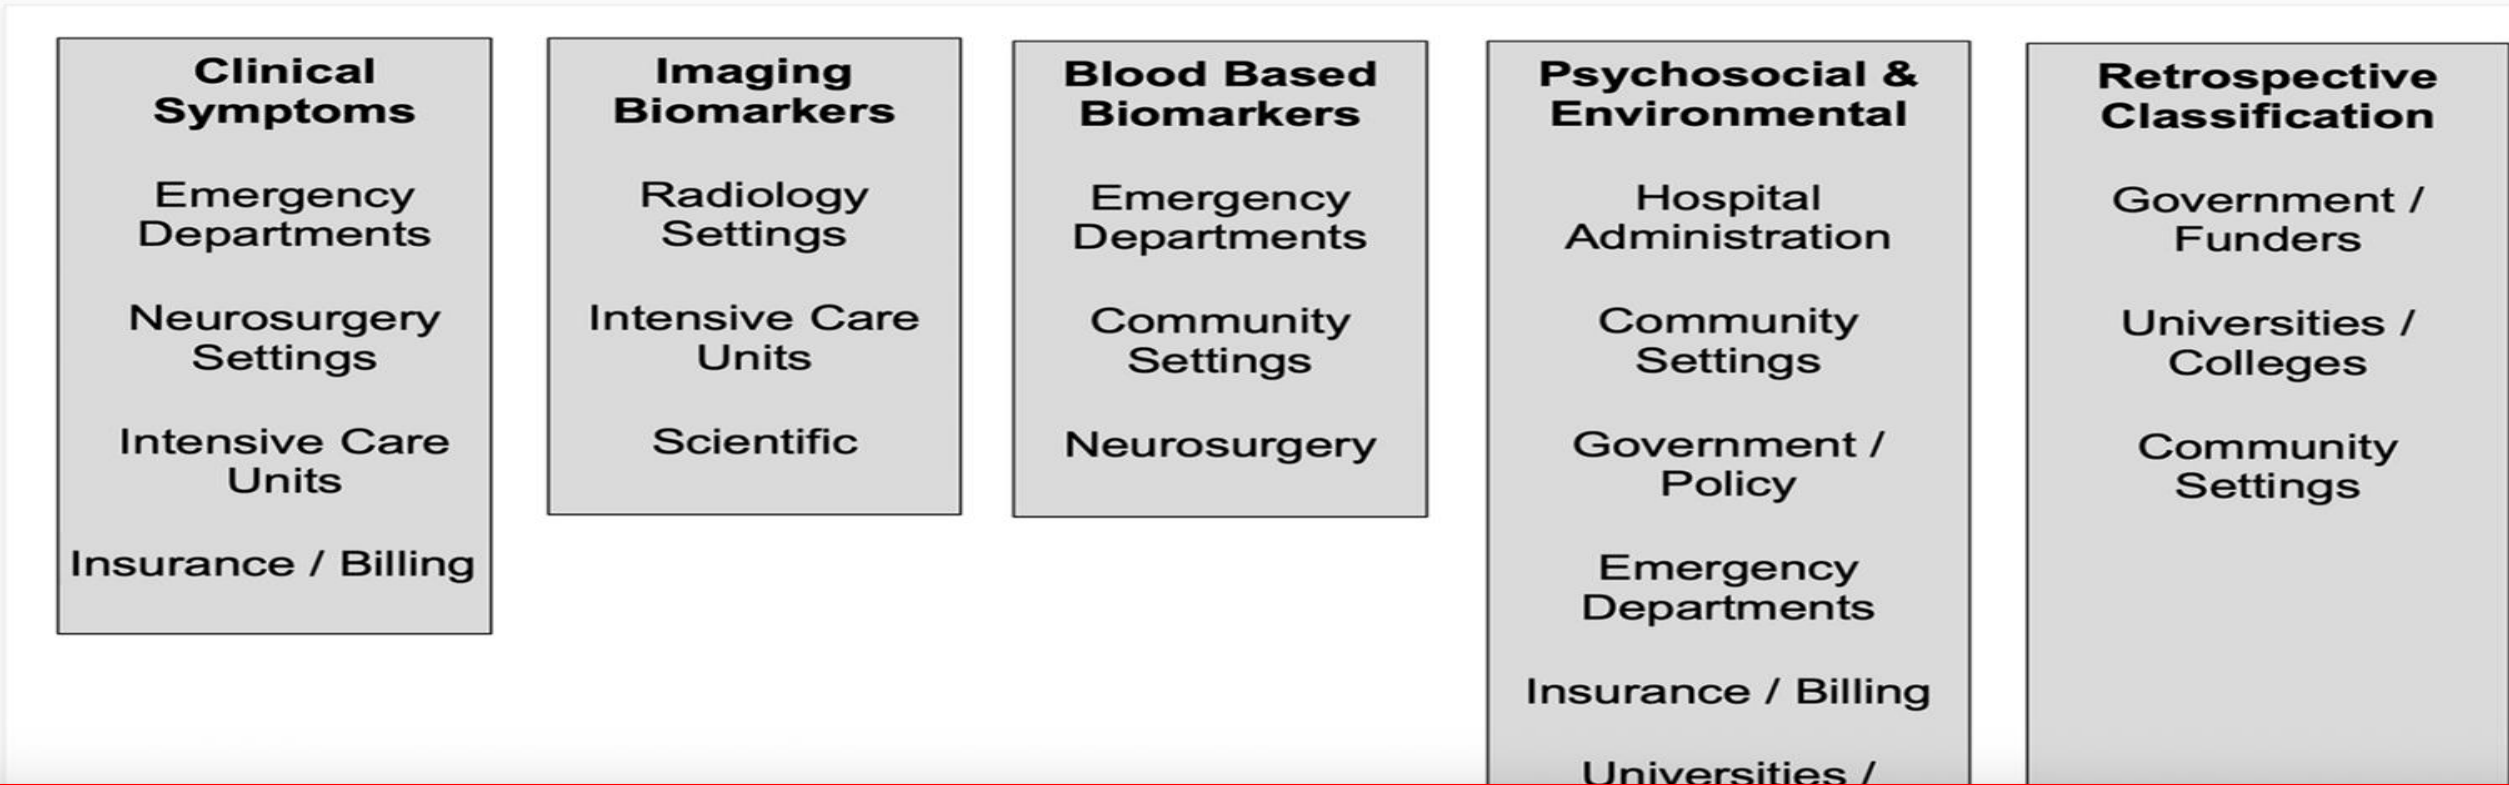 Clinical
Symptoms
Emergency
Departments
Neurosurgery
Settings
Intensive Care
Units
Insurance / Billing
Imaging
Biomarkers
Radiology
Settings
Intensive Care
Units
Scientific
Blood Based
Biomarkers
Emergency
Departments
Community
Settings
Neurosurgery
Psychosocial &
Environmental
Hospital
Administration
Community
Settings
Government /
Policy
Emergency
Departments
Insurance / Billing
Universities /
Retrospective
Classification
Government /
Funders
Universities /
Colleges
Community
Settings